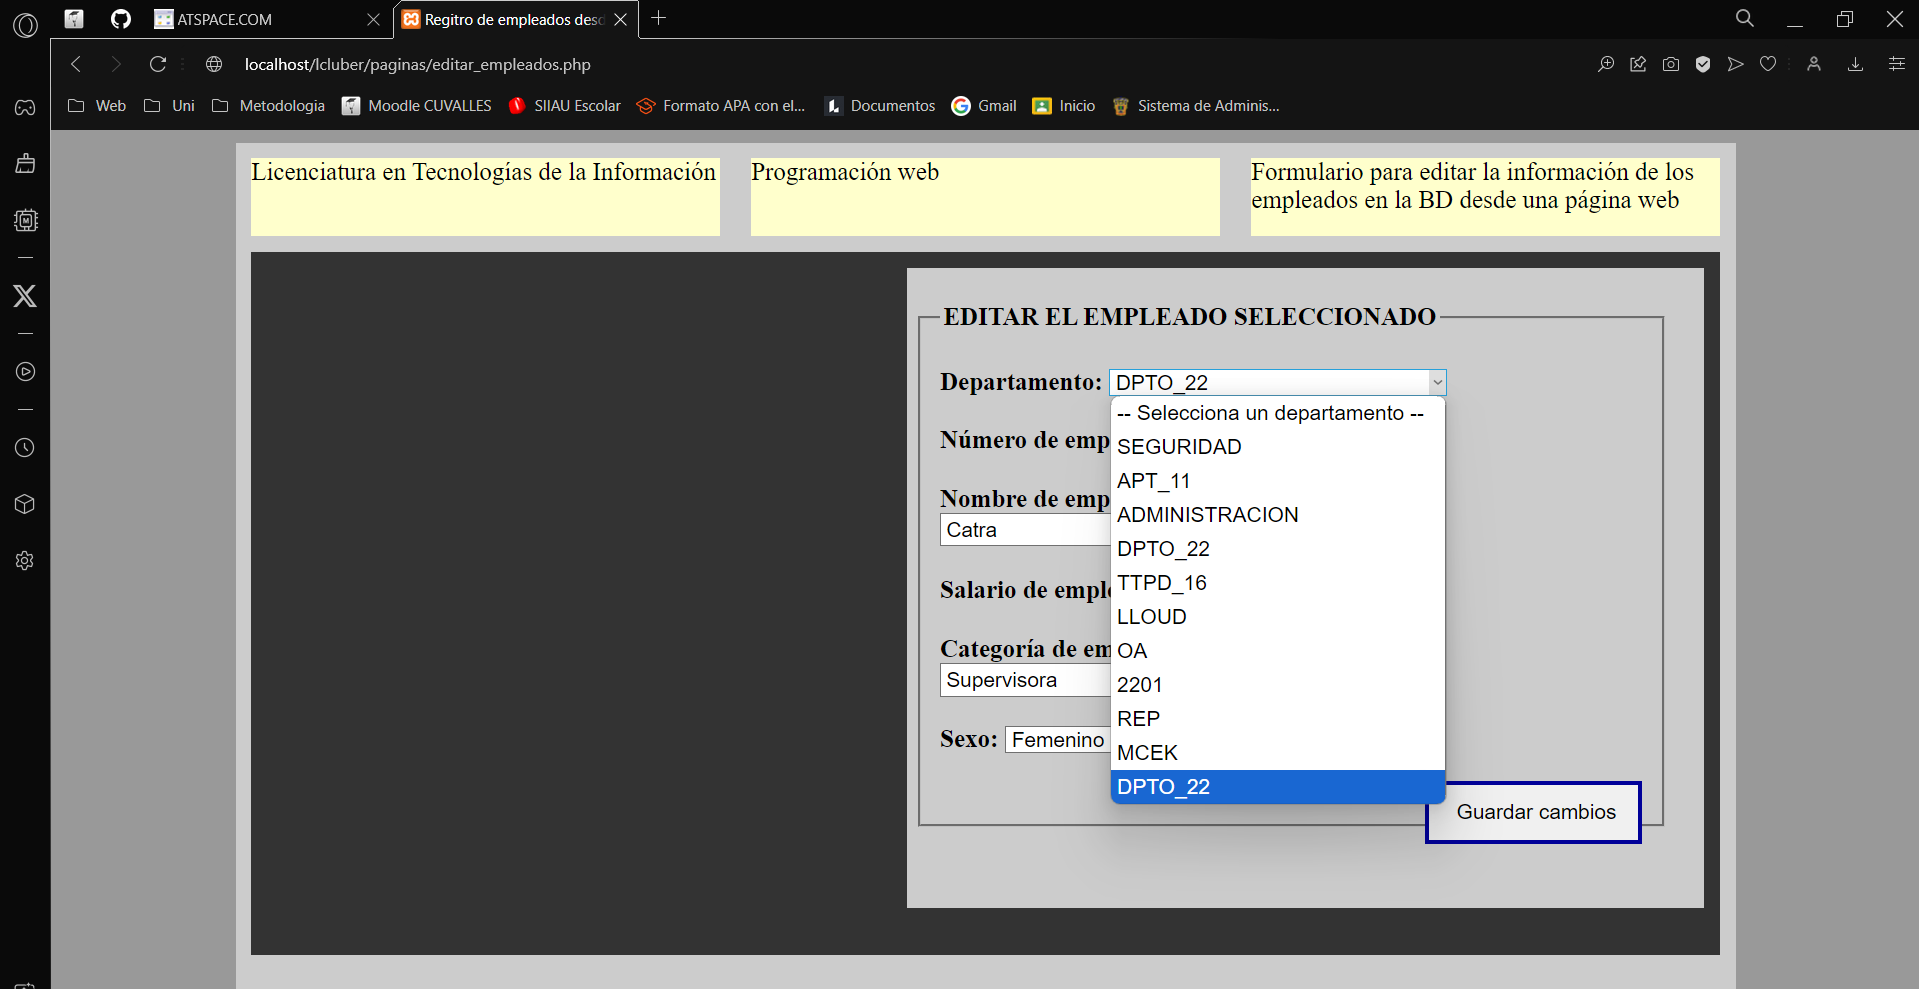 ATSPACE.COM
Regitro de empleados desd
localhost/lcluber/paginas/editar_empleados.php
Web
Uni
Metodologia
Moodle CUVALLES
SIIAU Escolar
Formato APA con el...
Documentos
Gmail
Inicio
Sistema de Adminis...
Licenciatura en Tecnologías de la Información
Programación web
Formulario para editar la información de los
empleados en la BD desde una página web
EDITAR EL EMPLEADO SELECCIONADO
Departamento: DPTO_22
-- Selecciona un departamento --
SEGURIDAD
APT_11
ADMINISTRACION
DPTO_22
TTPD_16
LLOUD
OA
2201
REP
MCEK
DPTO_22
Número de emp
Nombre de emp
Catra
Salario de emple
Categoría de em
Supervisora
Sexo: Femenino
Guardar cambios